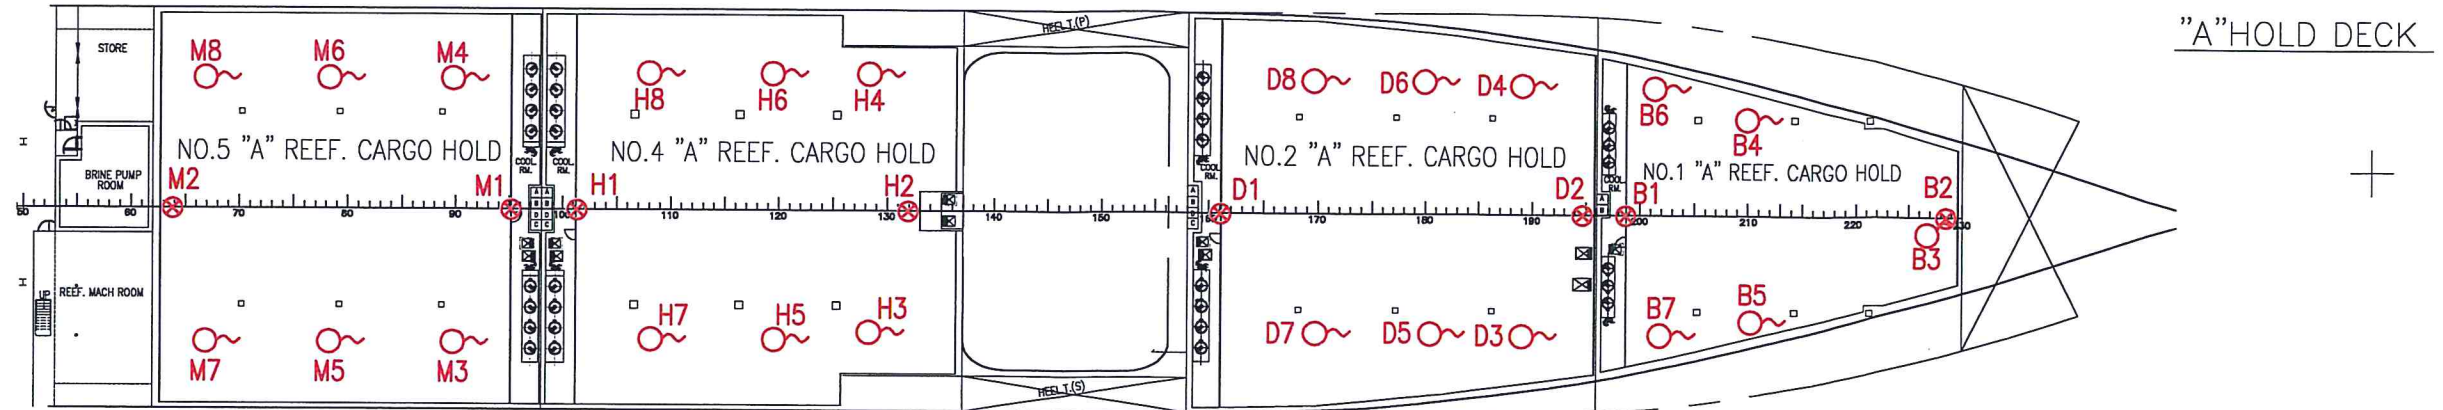 "A"HOLD DECK
HEEL T.(P)
STORE
M8
M6
M4
H8
H6
H4
D8
D6
D4
B6
B4
NO.5 "A" REEF. CARGO HOLD
NO.4 "A" REEF. CARGO HOLD
NO.2 "A" REEF. CARGO HOLD
NO.1 "A" REEF. CARGO HOLD
COOL.
RM.
COOL.
RM.
COOL.
RM.
COOL.
RM.
BRINE PUMP
ROOM
M2
M1
H1
H2
D1
D2
B1
B2
A A
B B
D D
C C
A
B
D
C
A
B
50
60
70
80
90
100
110
120
130
140
150
160
170
180
190
200
210
220
230
B3
H
H
UP
REEF. MACH ROOM
M7
M5
M3
H7
H5
H3
D7
D5
D3
B7
B5
HEEL T.(S)